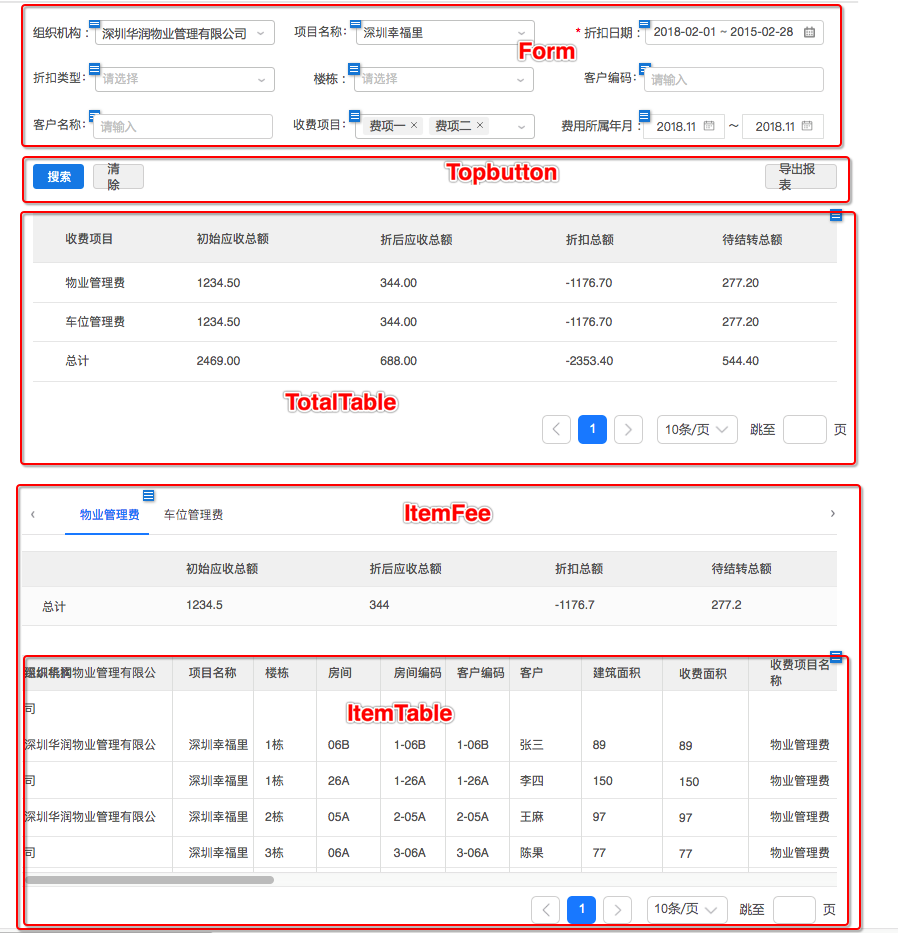 组织机构： 深圳华润物业管理有限公司 项目名称： 深圳幸福里 * 折扣日期： 2018-02-01 ~ 2015-02-28
Form
折扣类型： 请选择 楼栋： 请选择 客户编码： 请输入
客户名称： 请输入 收费项目： 费项一 × 费项二 × 费用所属年月： 2018.11 ~ 2018.11
搜索 清除 Topbutton 导出报表
收费项目 初始应收总额 折后应收总额 折扣总额 待结转总额
物业管理费 1234.50 344.00 -1176.70 277.20
车位管理费 1234.50 344.00 -1176.70 277.20
总计 2469.00 688.00 -2353.40 544.40
TotalTable
< 1 > 10条/页 跳至 页
‹ 物业管理费 车位管理费 ItemFee ›
初始应收总额 折后应收总额 折扣总额 待结转总额
总计 1234.5 344 -1176.7 277.2
深圳华润物业管理有限公 项目名称 楼栋 房间 房间编码 客户编码 客户 建筑面积 收费面积 收费项目名称
司
ItemTable
深圳华润物业管理有限公 深圳幸福里 1栋 06B 1-06B 1-06B 张三 89 89 物业管理费
司 深圳幸福里 1栋 26A 1-26A 1-26A 李四 150 150 物业管理费
深圳华润物业管理有限公 深圳幸福里 2栋 05A 2-05A 2-05A 王麻 97 97 物业管理费
司 深圳幸福里 3栋 06A 3-06A 3-06A 陈果 77 77 物业管理费
< 1 > 10条/页 跳至 页